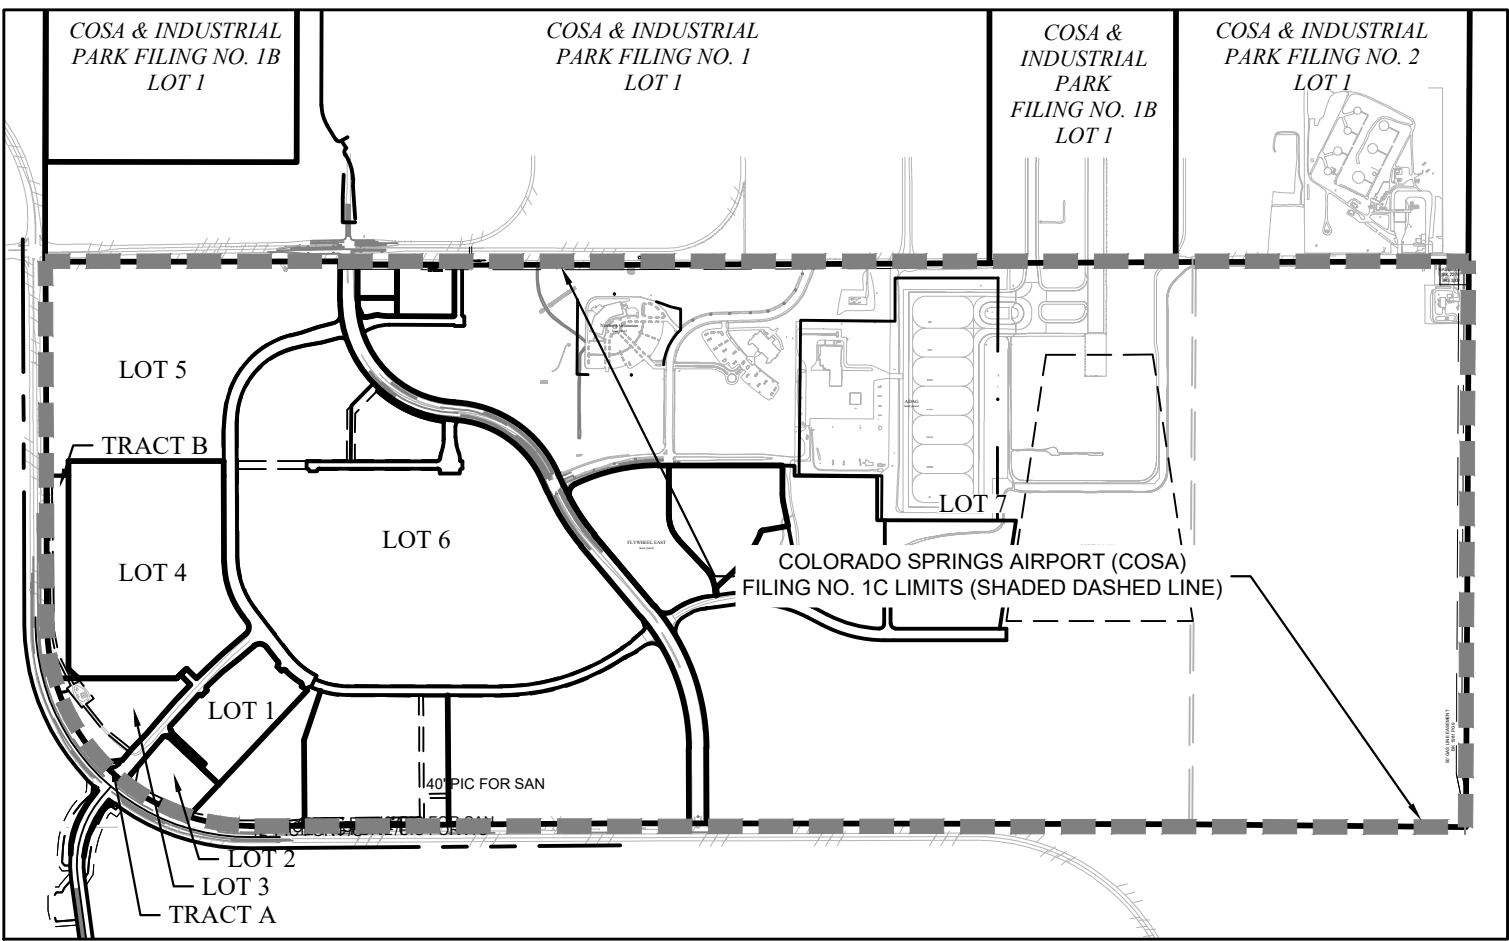 COSA & INDUSTRIAL
PARK FILING NO. 1B
LOT 1
COSA & INDUSTRIAL
PARK FILING NO. 1
LOT 1
COSA &
INDUSTRIAL
PARK
FILING NO. 1B
LOT 1
COSA & INDUSTRIAL
PARK FILING NO. 2
LOT 1
LOT 5
TRACT B
LOT 4
LOT 6
LOT 7
FLYWHEEL EAST
COLORADO SPRINGS AIRPORT (COSA)
FILING NO. 1C LIMITS (SHADED DASHED LINE)
LOT 1
40' PIC FOR SAN
LOT 2
LOT 3
TRACT A